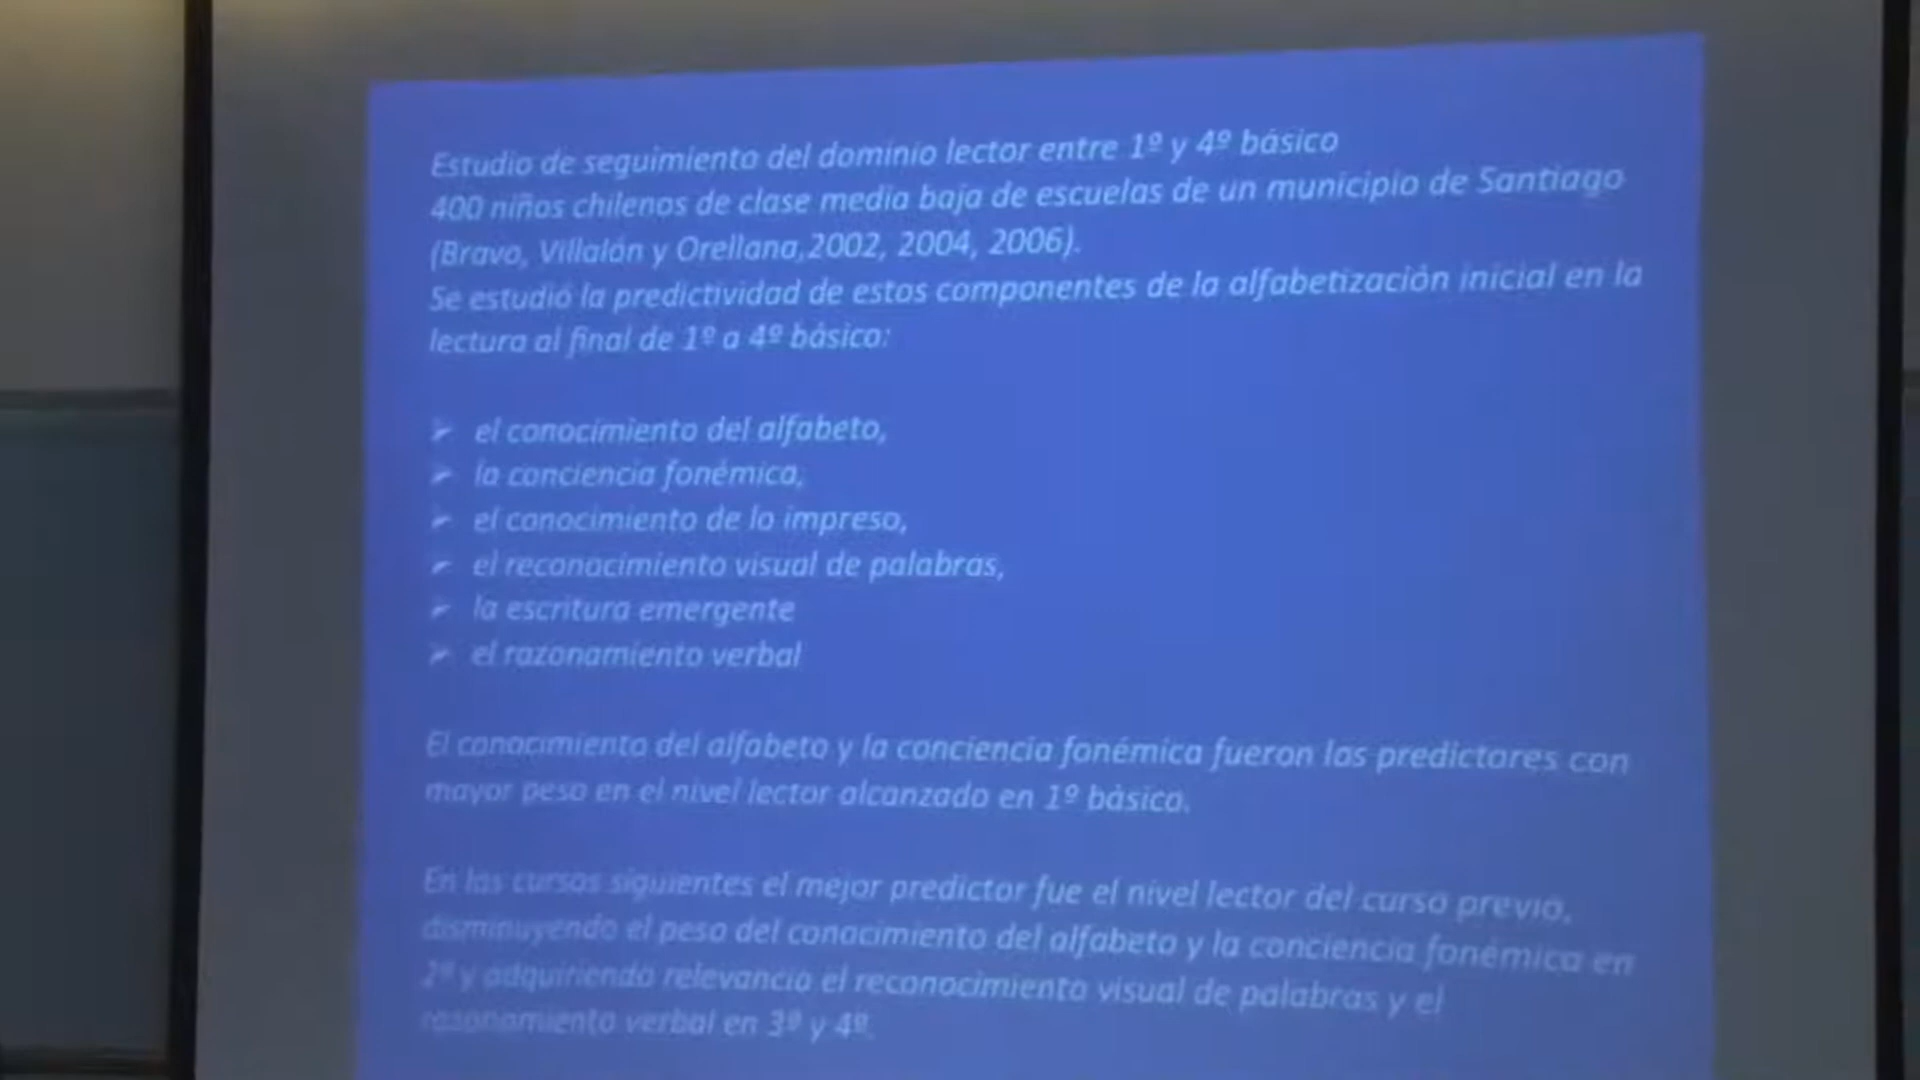 Estudio de seguimiento del dominio lector entre 1º y 4º básico
400 niños chilenos de clase media baja de escuelas de un municipio de Santiago
(Bravo, Villalón y Orellana,2002, 2004, 2006).
Se estudió la predictividad de estos componentes de la alfabetización inicial en la
lectura al final de 1º a 4º básico:
➢ el conocimiento del alfabeto,
➢ la conciencia fonémica,
➢ el conocimiento de lo impreso,
➢ el reconocimiento visual de palabras,
➢ la escritura emergente
➢ el razonamiento verbal
El conocimiento del alfabeto y la conciencia fonémica fueron los predictores con
mayor peso en el nivel lector alcanzado en 1º básico.
En los cursos siguientes el mejor predictor fue el nivel lector del curso previo,
disminuyendo el peso del conocimiento del alfabeto y la conciencia fonémica en
2º y adquiriendo relevancia el reconocimiento visual de palabras y el
razonamiento verbal en 3º y 4º.